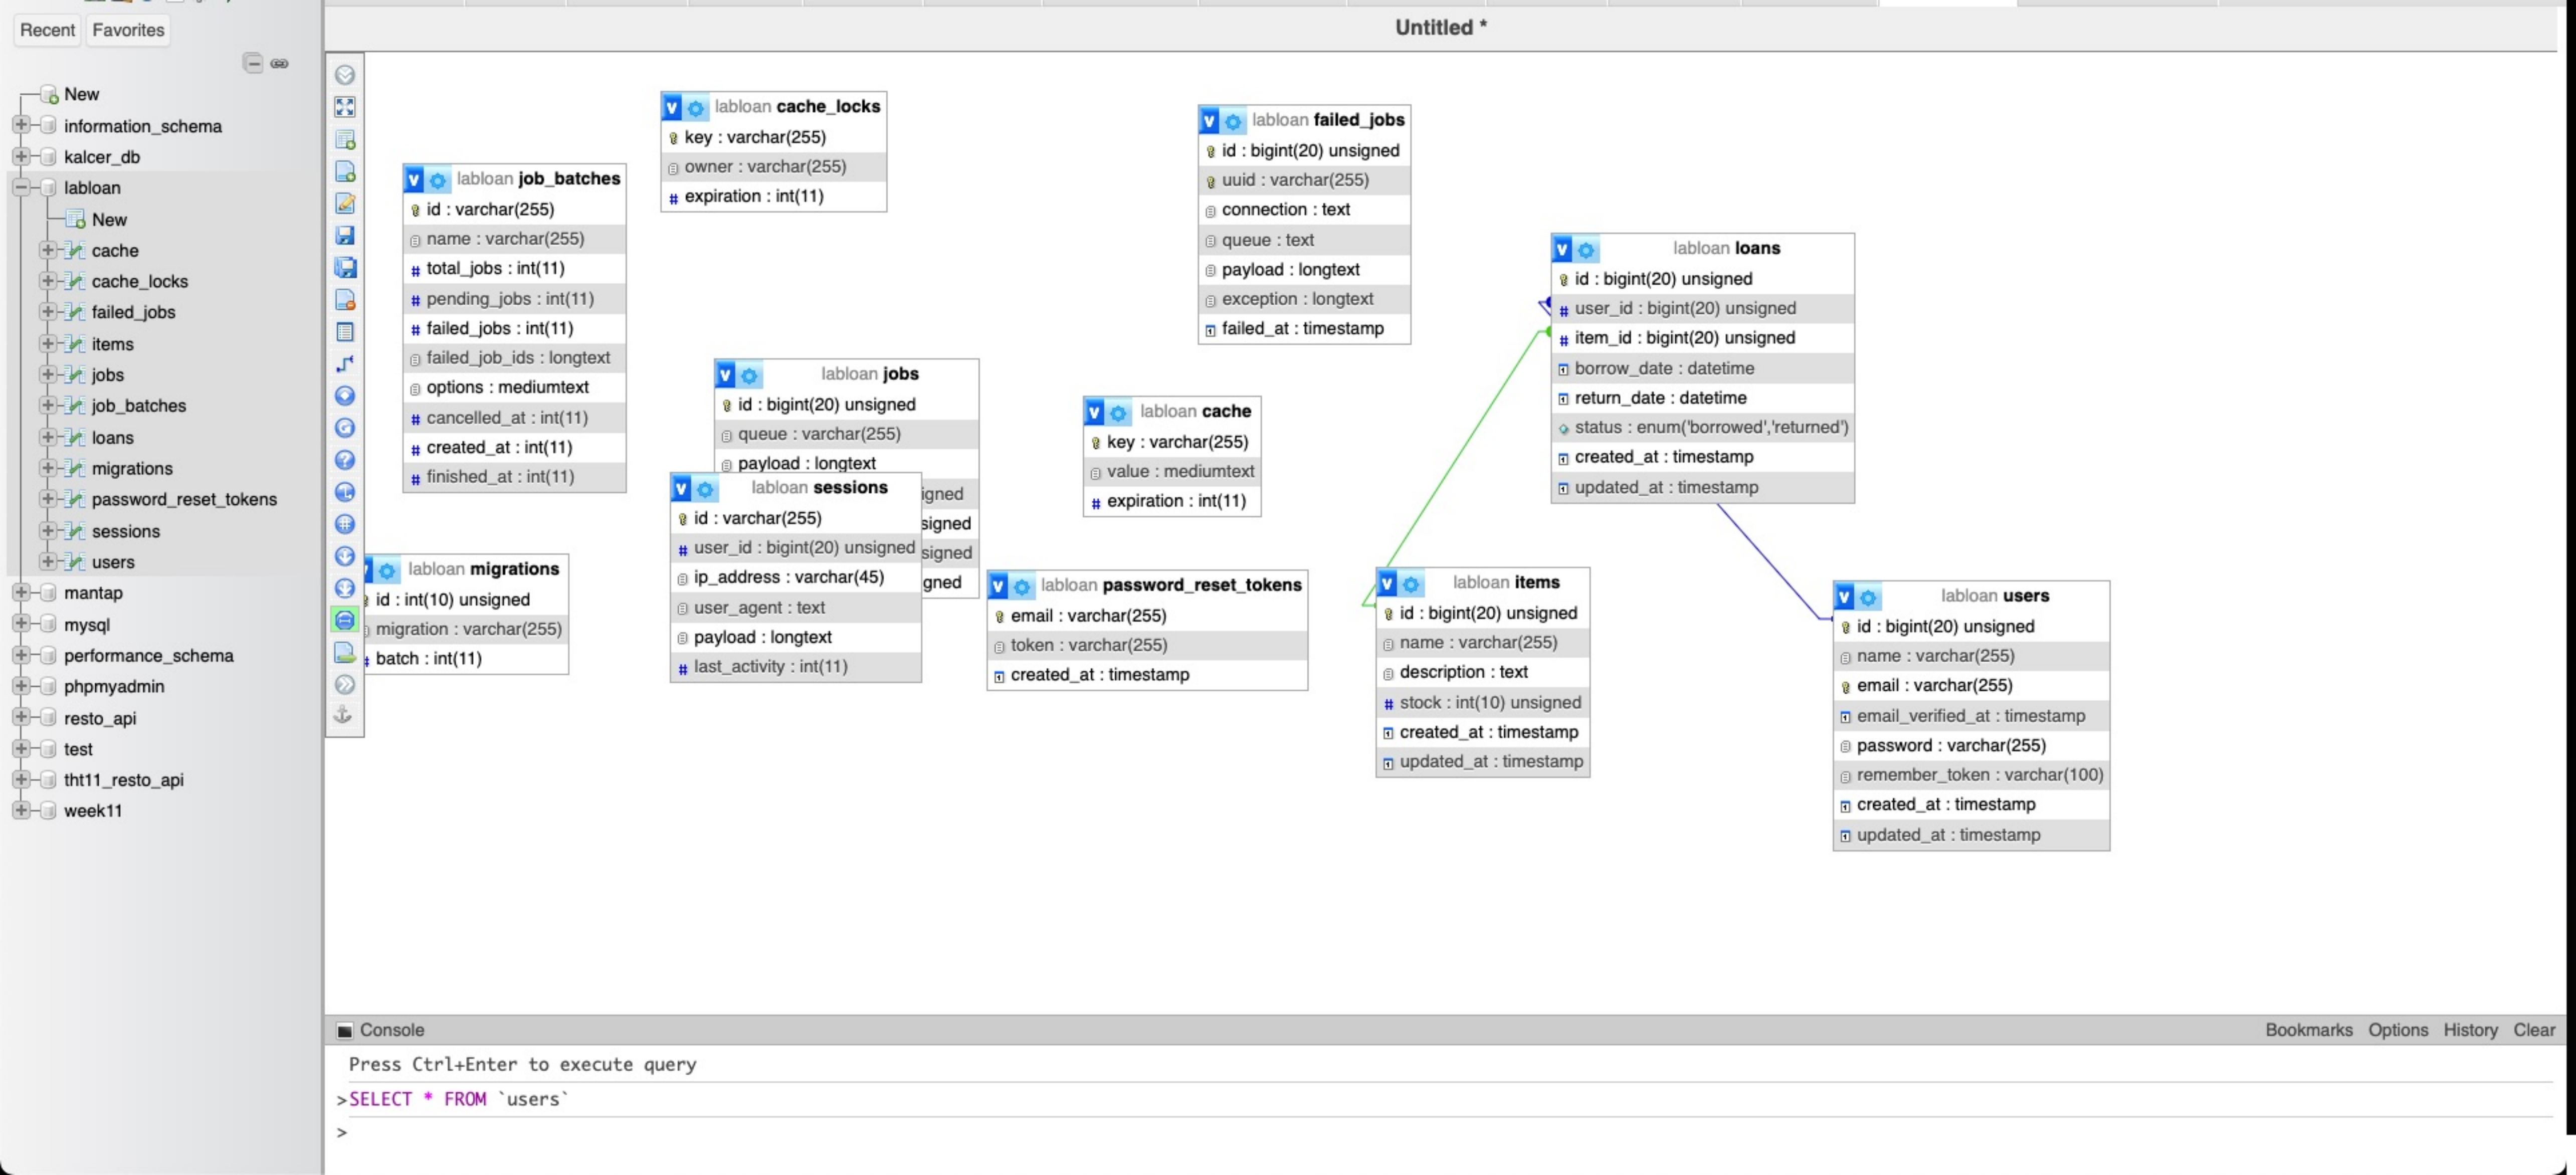 Recent Favorites
New
information_schema
kalcer_db
labloan
New
cache
cache_locks
failed_jobs
items
jobs
job_batches
loans
migrations
password_reset_tokens
sessions
users
mantap
mysql
performance_schema
phpmyadmin
resto_api
test
tht11_resto_api
week11
Untitled *
labloan cache_locks
key : varchar(255)
owner : varchar(255)
expiration : int(11)
labloan failed_jobs
id : bigint(20) unsigned
uuid : varchar(255)
connection : text
queue : text
payload : longtext
exception : longtext
failed_at : timestamp
labloan job_batches
id : varchar(255)
name : varchar(255)
total_jobs : int(11)
pending_jobs : int(11)
failed_jobs : int(11)
failed_job_ids : longtext
options : mediumtext
cancelled_at : int(11)
created_at : int(11)
finished_at : int(11)
labloan loans
id : bigint(20) unsigned
user_id : bigint(20) unsigned
item_id : bigint(20) unsigned
borrow_date : datetime
return_date : datetime
status : enum('borrowed','returned')
created_at : timestamp
updated_at : timestamp
labloan jobs
id : bigint(20) unsigned
queue : varchar(255)
payload : longtext
igned
signed
signed
gned
labloan cache
key : varchar(255)
value : mediumtext
expiration : int(11)
labloan sessions
id : varchar(255)
user_id : bigint(20) unsigned
ip_address : varchar(45)
user_agent : text
payload : longtext
last_activity : int(11)
labloan migrations
id : int(10) unsigned
migration : varchar(255)
batch : int(11)
labloan password_reset_tokens
email : varchar(255)
token : varchar(255)
created_at : timestamp
labloan items
id : bigint(20) unsigned
name : varchar(255)
description : text
stock : int(10) unsigned
created_at : timestamp
updated_at : timestamp
labloan users
id : bigint(20) unsigned
name : varchar(255)
email : varchar(255)
email_verified_at : timestamp
password : varchar(255)
remember_token : varchar(100)
created_at : timestamp
updated_at : timestamp
Console Bookmarks Options History Clear
Press Ctrl+Enter to execute query
>SELECT * FROM `users`
>